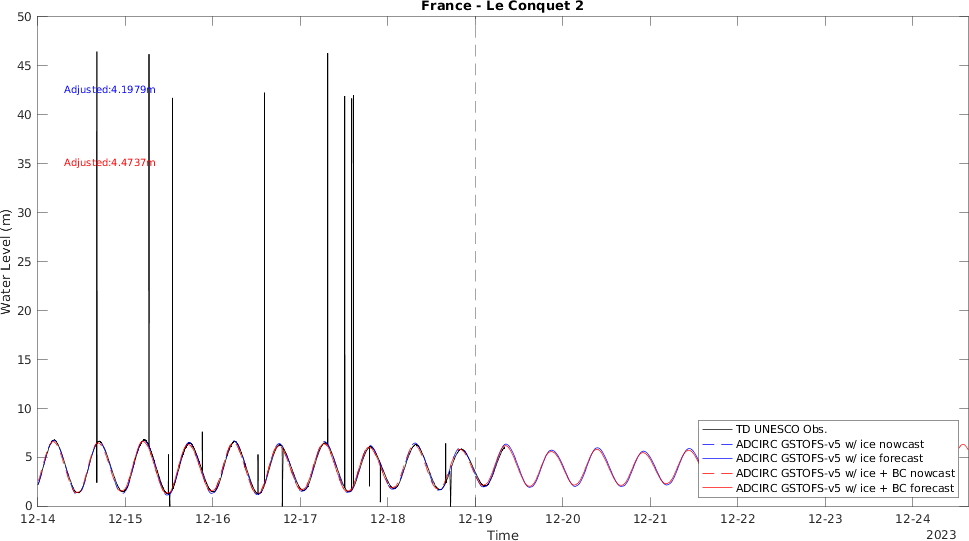 France - Le Conquet 2
50
45
40
35
30
25
20
15
10
5
0
Water Level (m)
Adjusted:4.1979m
Adjusted:4.4737m
TD UNESCO Obs.
ADCIRC GSTOFS-v5 w/ ice nowcast
ADCIRC GSTOFS-v5 w/ ice forecast
ADCIRC GSTOFS-v5 w/ ice + BC nowcast
ADCIRC GSTOFS-v5 w/ ice + BC forecast
12-14 12-15 12-16 12-17 12-18 12-19 12-20 12-21 12-22 12-23 12-24
Time
2023